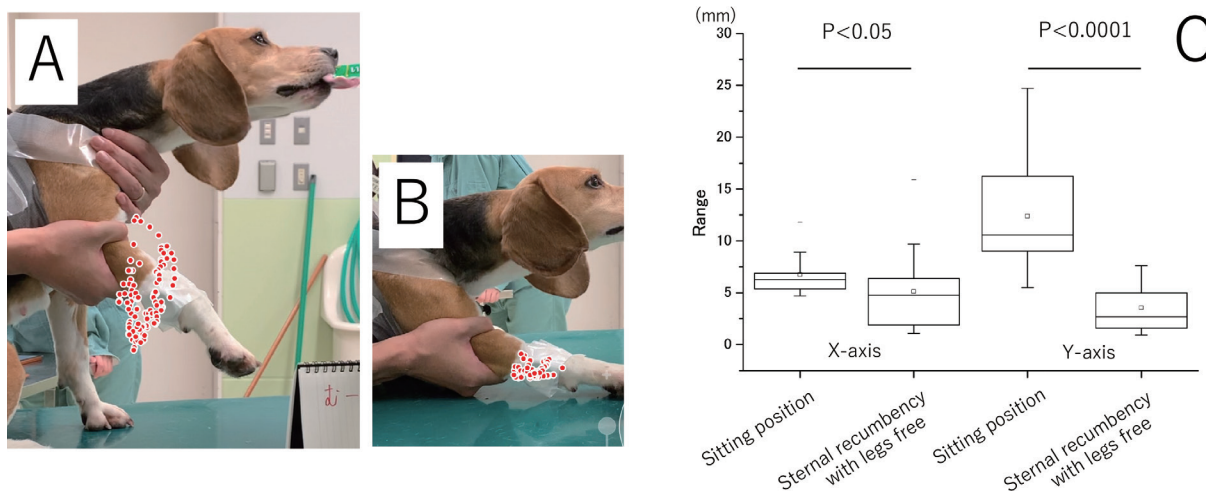 A
B
C
(mm)
P<0.05
P<0.0001
30
25
20
15
10
5
0
Range
X-axis
Y-axis
Sitting position
Sternal recumbency
with legs free
Sitting position
Sternal recumbency
with legs free